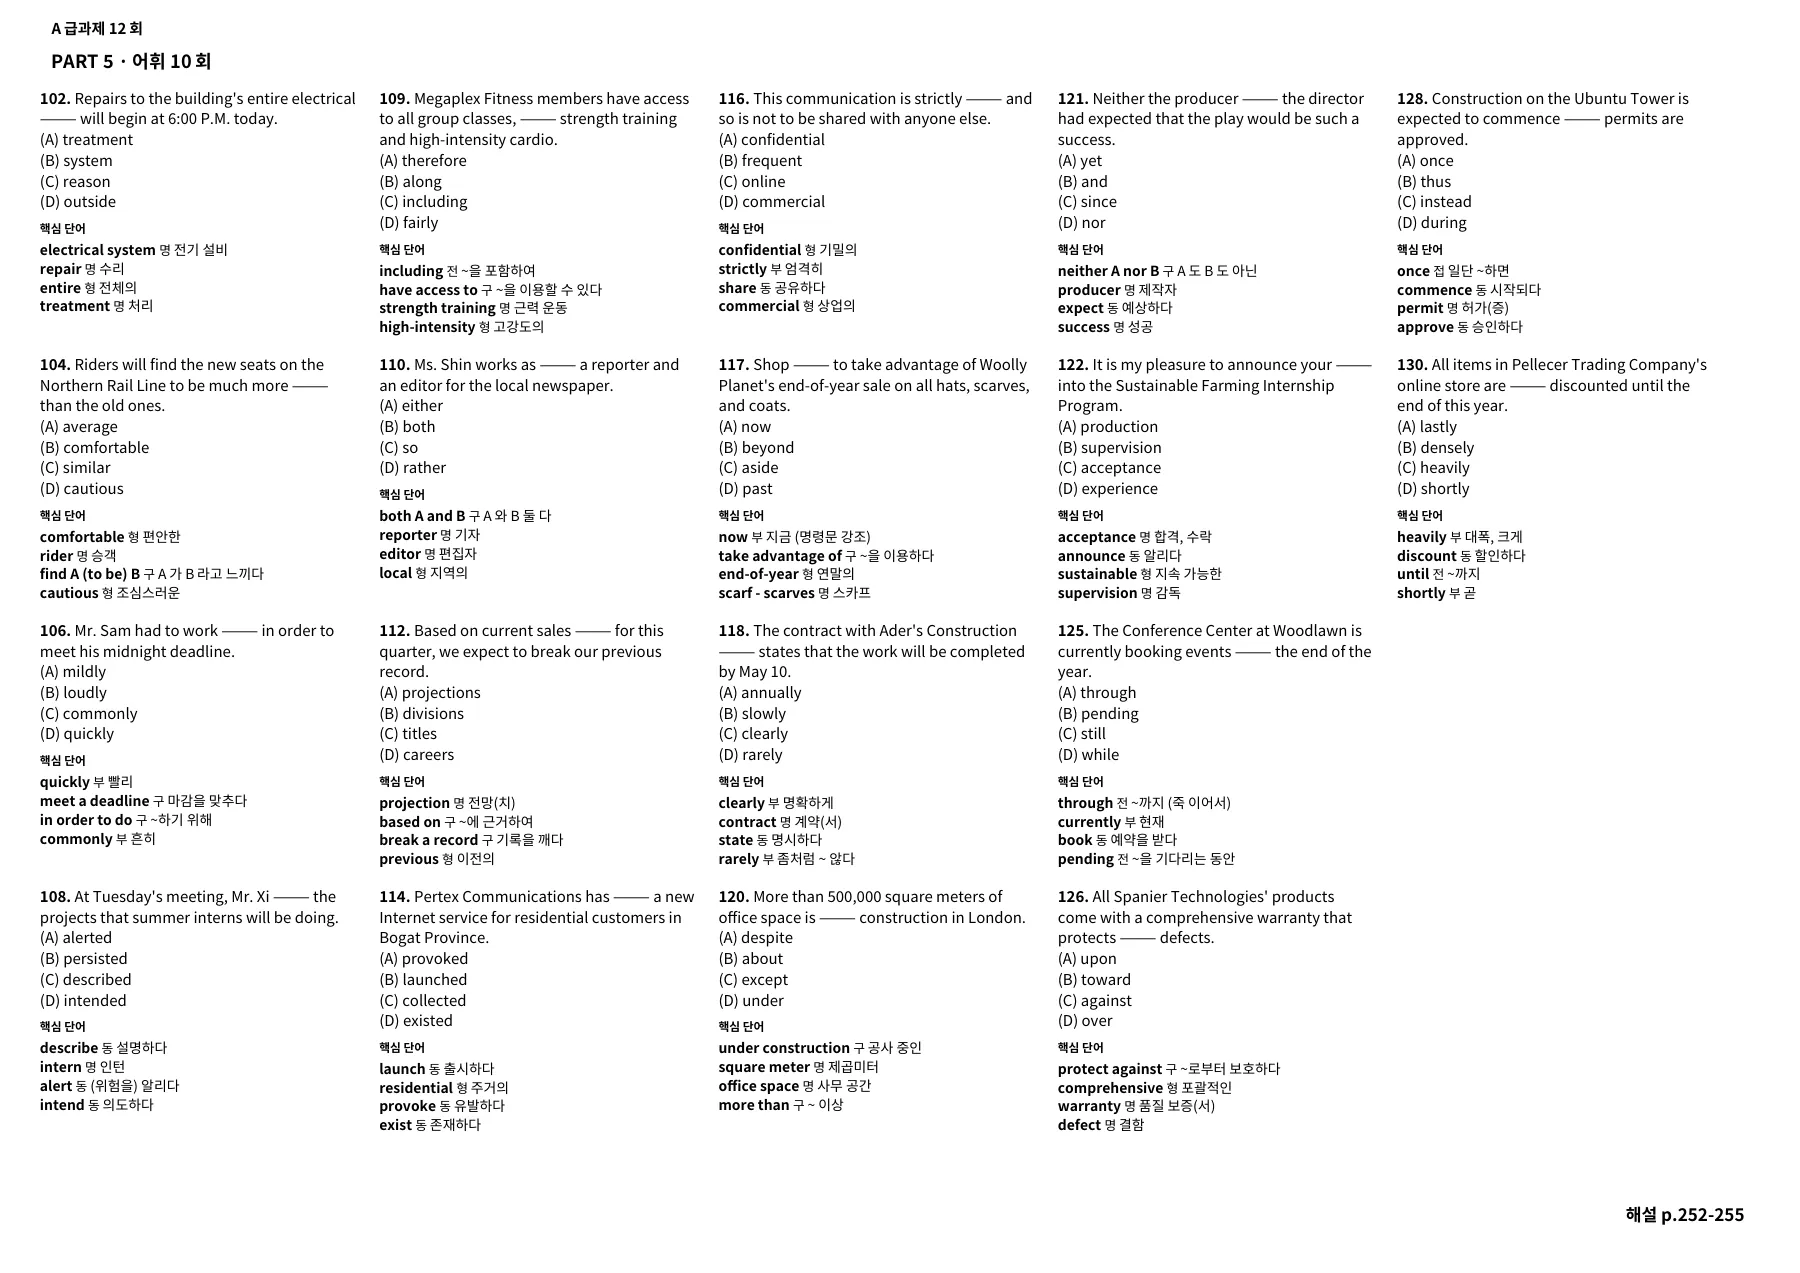 A 급과제 12 회
PART 5 · 어휘 10 회
102. Repairs to the building's entire electrical
——— will begin at 6:00 P.M. today.
(A) treatment
(B) system
(C) reason
(D) outside
핵심 단어
electrical system 명 전기 설비
repair 명 수리
entire 형 전체의
treatment 명 처리
104. Riders will find the new seats on the
Northern Rail Line to be much more ———
than the old ones.
(A) average
(B) comfortable
(C) similar
(D) cautious
핵심 단어
comfortable 형 편안한
rider 명 승객
find A (to be) B 구 A 가 B 라고 느끼다
cautious 형 조심스러운
106. Mr. Sam had to work ——— in order to
meet his midnight deadline.
(A) mildly
(B) loudly
(C) commonly
(D) quickly
핵심 단어
quickly 부 빨리
meet a deadline 구 마감을 맞추다
in order to do 구 ~하기 위해
commonly 부 흔히
108. At Tuesday's meeting, Mr. Xi ——— the
projects that summer interns will be doing.
(A) alerted
(B) persisted
(C) described
(D) intended
핵심 단어
describe 동 설명하다
intern 명 인턴
alert 동 (위험을) 알리다
intend 동 의도하다
109. Megaplex Fitness members have access
to all group classes, ——— strength training
and high-intensity cardio.
(A) therefore
(B) along
(C) including
(D) fairly
핵심 단어
including 전 ~을 포함하여
have access to 구 ~을 이용할 수 있다
strength training 명 근력 운동
high-intensity 형 고강도의
110. Ms. Shin works as ——— a reporter and
an editor for the local newspaper.
(A) either
(B) both
(C) so
(D) rather
핵심 단어
both A and B 구 A 와 B 둘 다
reporter 명 기자
editor 명 편집자
local 형 지역의
112. Based on current sales ——— for this
quarter, we expect to break our previous
record.
(A) projections
(B) divisions
(C) titles
(D) careers
핵심 단어
projection 명 전망(치)
based on 구 ~에 근거하여
break a record 구 기록을 깨다
previous 형 이전의
114. Pertex Communications has ——— a new
Internet service for residential customers in
Bogat Province.
(A) provoked
(B) launched
(C) collected
(D) existed
핵심 단어
launch 동 출시하다
residential 형 주거의
provoke 동 유발하다
exist 동 존재하다
116. This communication is strictly ——— and
so is not to be shared with anyone else.
(A) confidential
(B) frequent
(C) online
(D) commercial
핵심 단어
confidential 형 기밀의
strictly 부 엄격히
share 동 공유하다
commercial 형 상업의
117. Shop ——— to take advantage of Woolly
Planet's end-of-year sale on all hats, scarves,
and coats.
(A) now
(B) beyond
(C) aside
(D) past
핵심 단어
now 부 지금 (명령문 강조)
take advantage of 구 ~을 이용하다
end-of-year 형 연말의
scarf - scarves 명 스카프
118. The contract with Ader's Construction
——— states that the work will be completed
by May 10.
(A) annually
(B) slowly
(C) clearly
(D) rarely
핵심 단어
clearly 부 명확하게
contract 명 계약(서)
state 동 명시하다
rarely 부 좀처럼 ~ 않다
120. More than 500,000 square meters of
office space is ——— construction in London.
(A) despite
(B) about
(C) except
(D) under
핵심 단어
under construction 구 공사 중인
square meter 명 제곱미터
office space 명 사무 공간
more than 구 ~ 이상
121. Neither the producer ——— the director
had expected that the play would be such a
success.
(A) yet
(B) and
(C) since
(D) nor
핵심 단어
neither A nor B 구 A 도 B 도 아닌
producer 명 제작자
expect 동 예상하다
success 명 성공
122. It is my pleasure to announce your ———
into the Sustainable Farming Internship
Program.
(A) production
(B) supervision
(C) acceptance
(D) experience
핵심 단어
acceptance 명 합격, 수락
announce 동 알리다
sustainable 형 지속 가능한
supervision 명 감독
125. The Conference Center at Woodlawn is
currently booking events ——— the end of the
year.
(A) through
(B) pending
(C) still
(D) while
핵심 단어
through 전 ~까지 (죽 이어서)
currently 부 현재
book 동 예약을 받다
pending 전 ~을 기다리는 동안
126. All Spanier Technologies' products
come with a comprehensive warranty that
protects ——— defects.
(A) upon
(B) toward
(C) against
(D) over
핵심 단어
protect against 구 ~로부터 보호하다
comprehensive 형 포괄적인
warranty 명 품질 보증(서)
defect 명 결함
128. Construction on the Ubuntu Tower is
expected to commence ——— permits are
approved.
(A) once
(B) thus
(C) instead
(D) during
핵심 단어
once 접 일단 ~하면
commence 동 시작되다
permit 명 허가(증)
approve 동 승인하다
130. All items in Pellecer Trading Company's
online store are ——— discounted until the
end of this year.
(A) lastly
(B) densely
(C) heavily
(D) shortly
핵심 단어
heavily 부 대폭, 크게
discount 동 할인하다
until 전 ~까지
shortly 부 곧
해설 p.252-255